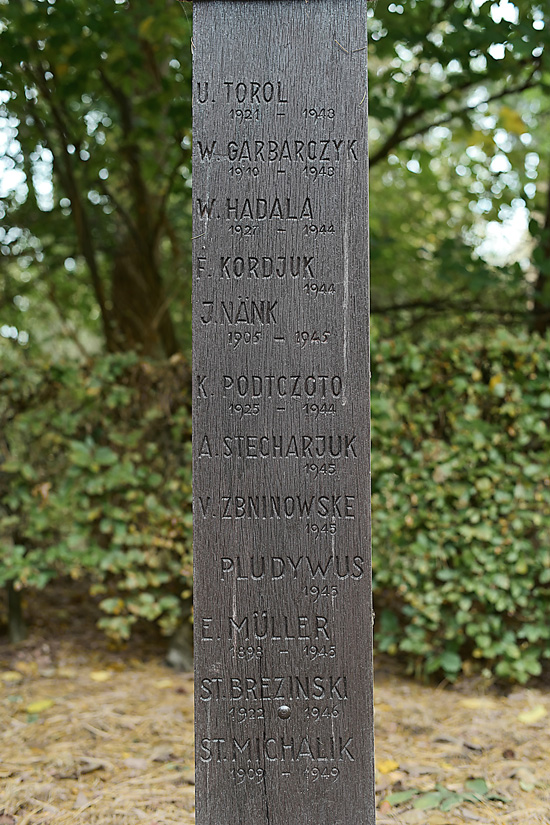 U. TOROL
1921 – 1943
W. GARBARCZYK
1910 – 1943
W. HADALA
1927 – 1944
F. KORDJUK
1944
J. NÄNK
1905 – 1945
K. PODTCZOTO
1925 – 1944
A. STECHARJUK
1945
V. ZBNINOWSKE
1945
PLUDYWUS
1945
E. MÜLLER
1893 – 1945
ST. BREZINSKI
1922 – 1946
ST. MICHALIK
1909 – 1949